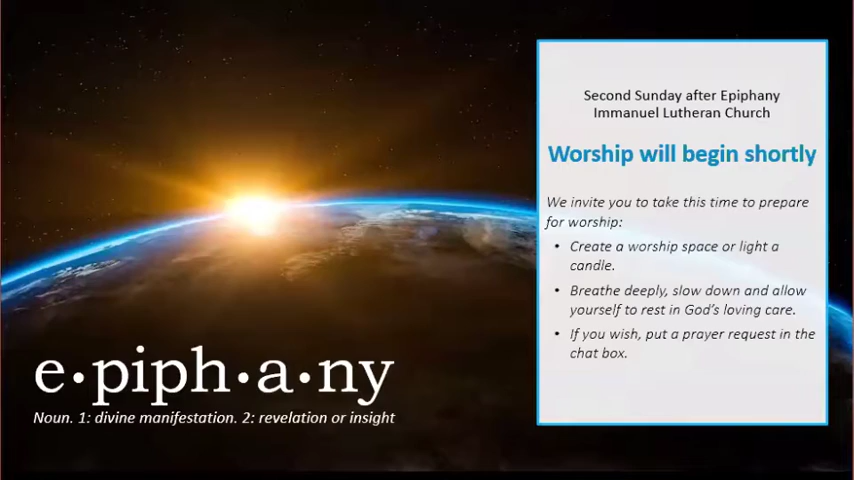 Second Sunday after Epiphany
Immanuel Lutheran Church
Worship will begin shortly
We invite you to take this time to prepare
for worship:
• Create a worship space or light a
candle.
• Breathe deeply, slow down and allow
yourself to rest in God's loving care.
• If you wish, put a prayer request in the
chat box.
e•piph•a•ny
Noun. 1: divine manifestation. 2: revelation or insight